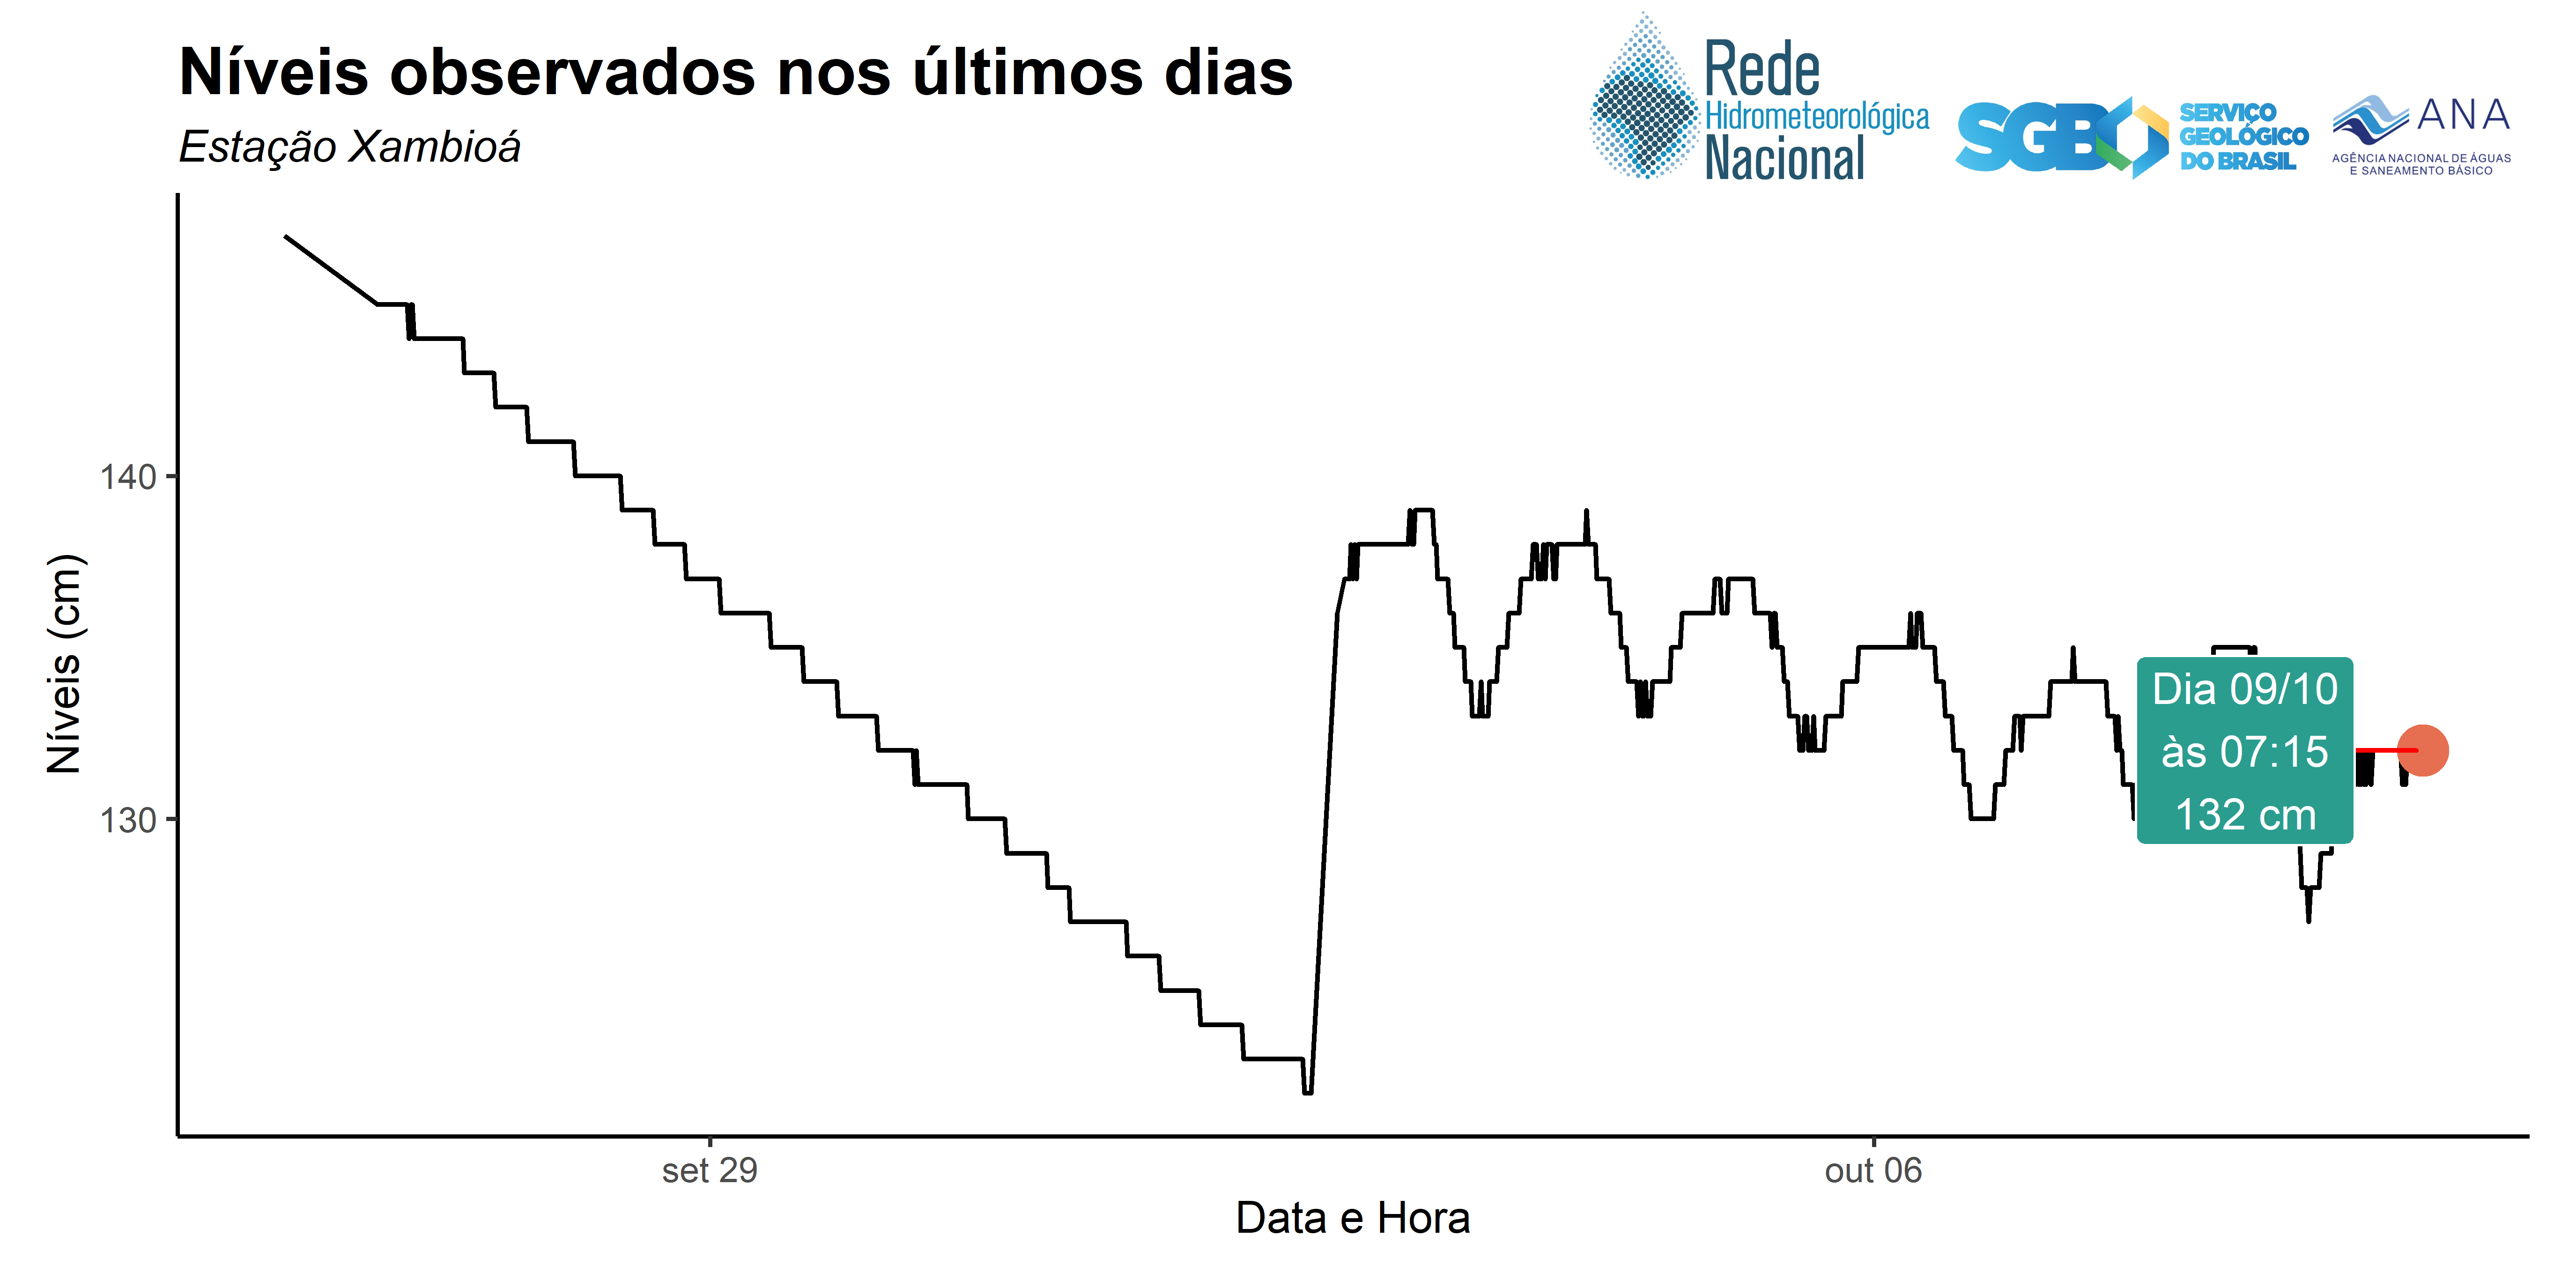 Níveis observados nos últimos dias
Estação Xambioá
Rede
Hidrometeorológica
Nacional
SGB
SERVIÇO
GEOLÓGICO
DO BRASIL
ANA
AGÊNCIA NACIONAL DE ÁGUAS
E SANEAMENTO BÁSICO
Níveis (cm)
140
130
Dia 09/10
às 07:15
132 cm
set 29
out 06
Data e Hora